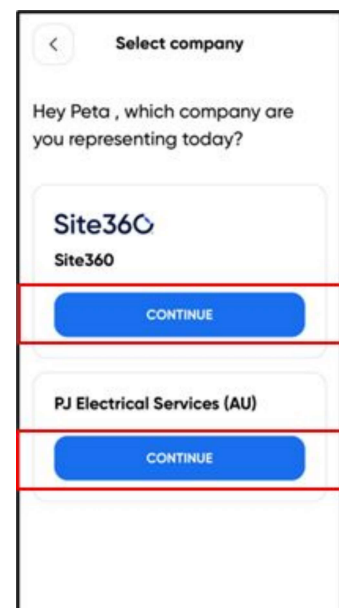 Select company
Hey Peta , which company are
you representing today?
Site360
Site360
CONTINUE
PJ Electrical Services (AU)
CONTINUE